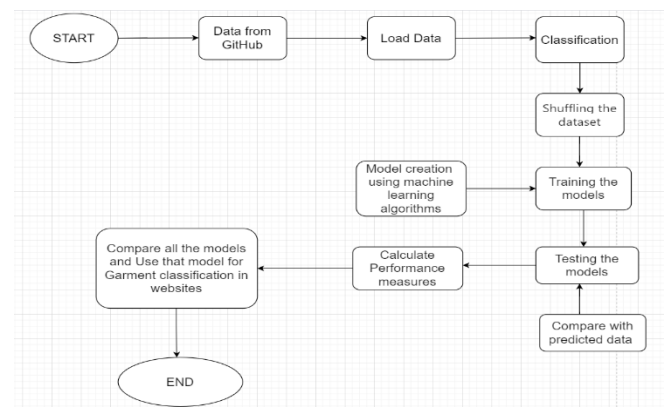 START
Data from
GitHub
Load Data
Classification
Shuffling the
dataset
Model creation
using machine
learning
algorithms
Training the
models
Compare all the models
and Use that model for
Garment classification in
websites
Calculate
Performance
measures
Testing the
models
Compare with
predicted data
END